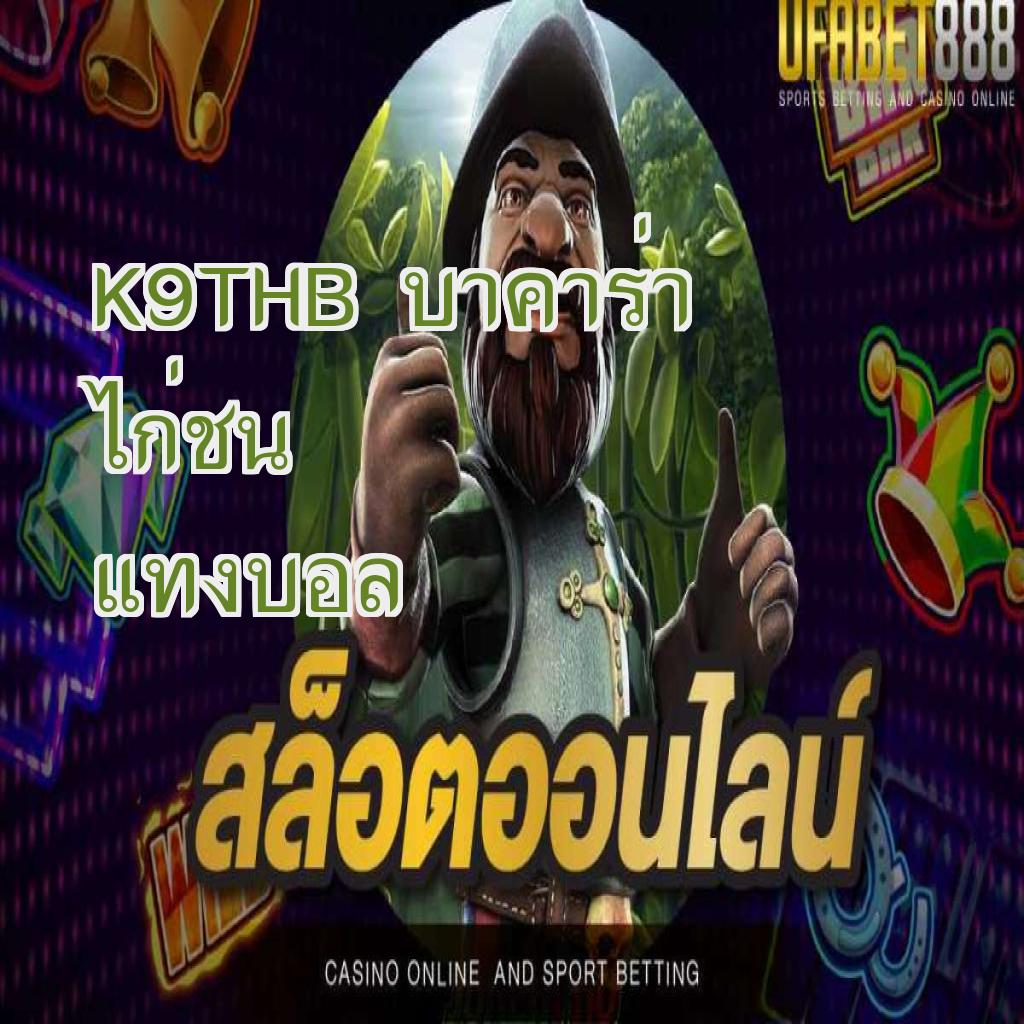 UFABET888
SPORTS BETTING AND CASINO ONLINE
BAR
K9THB บาคาร่า
ไก่ชน
แทงบอล
สล็อตออนไลน์
WIN
CASINO ONLINE AND SPORT BETTING